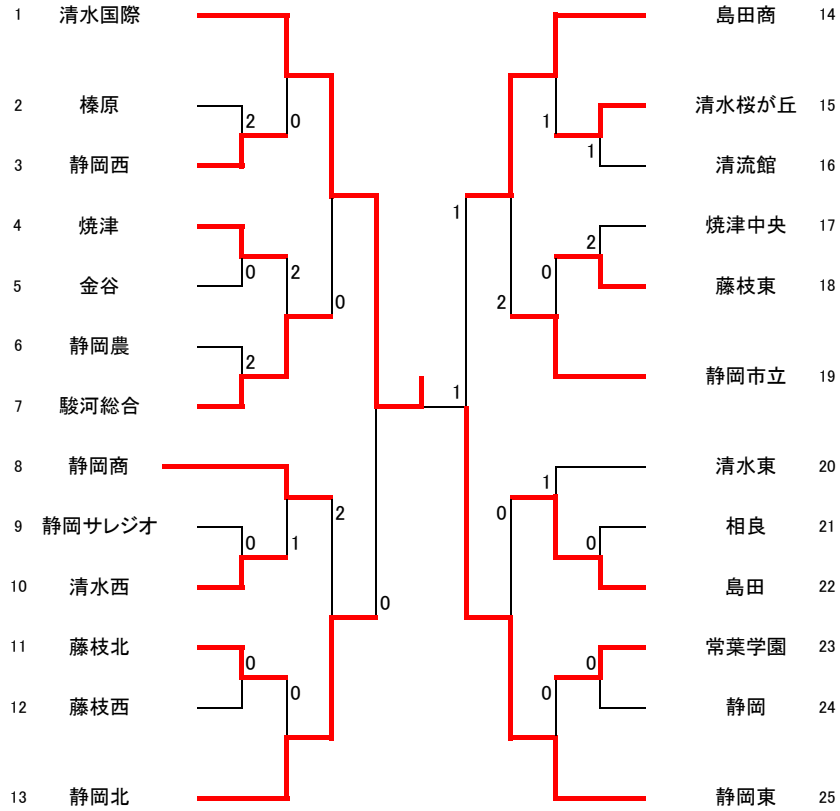 1 清水国際
2 榛原
3 静岡西
4 焼津
5 金谷
6 静岡農
7 駿河総合
8 静岡商
9 静岡サレジオ
10 清水西
11 藤枝北
12 藤枝西
13 静岡北
2 0
0 2
0
2
2
0 1
0
0
0
島田商 14
清水桜が丘 15
清流館 16
焼津中央 17
藤枝東 18
静岡市立 19
清水東 20
相良 21
島田 22
常葉学園 23
静岡 24
静岡東 25
1
1
1
2
2 0
1
1
0 0
0
0